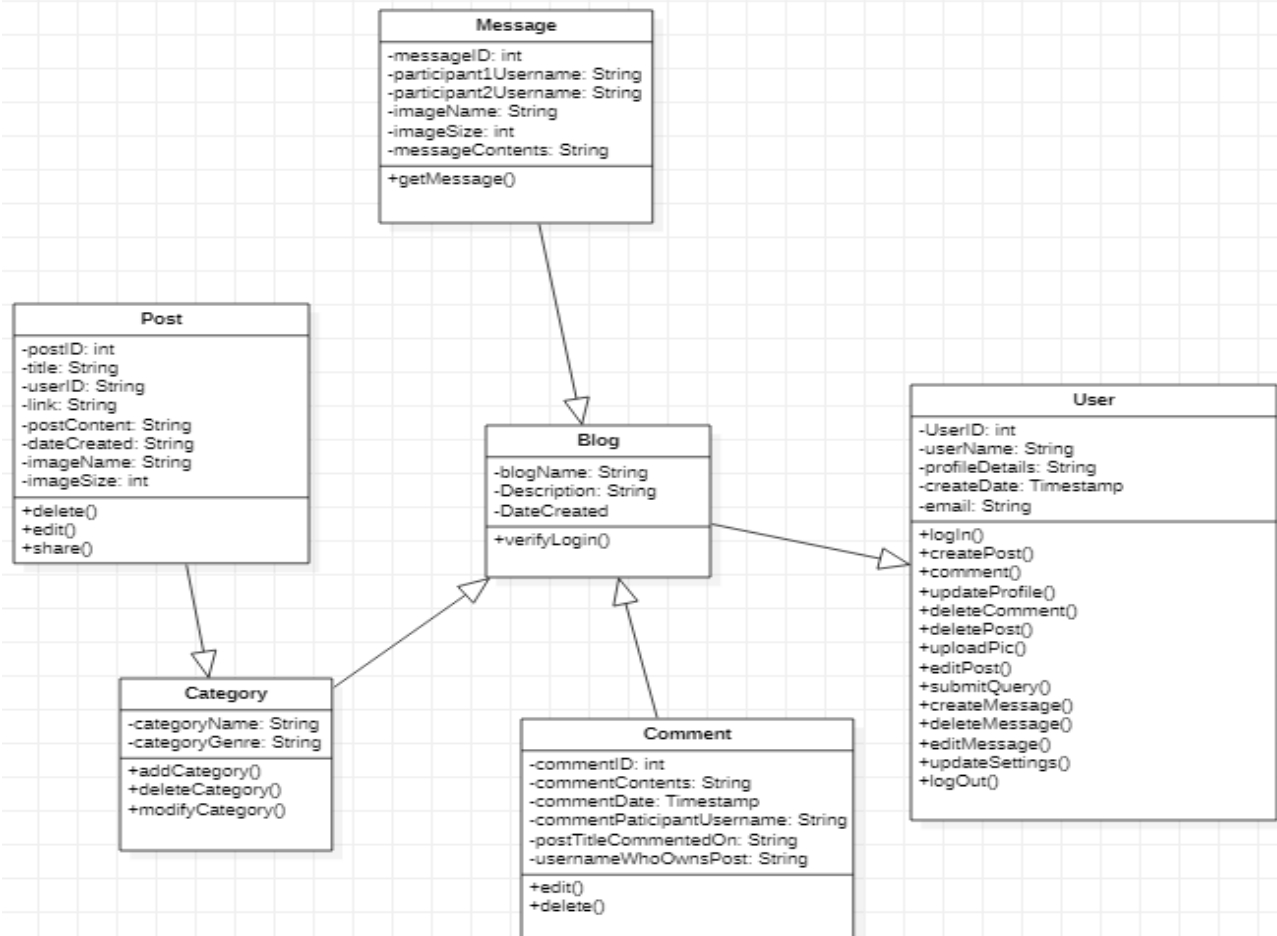 Message
-messageID: int
-participant1Username: String
-participant2Username: String
-imageName: String
-imageSize: int
-messageContents: String
+getMessage()
Post
-postID: int
-title: String
-userID: String
-link: String
-postContent: String
-dateCreated: String
-imageName: String
-imageSize: int
+delete()
+edit()
+share()
Blog
-blogName: String
-Description: String
-DateCreated
+verifyLogin()
User
-UserID: int
-userName: String
-profileDetails: String
-createDate: Timestamp
-email: String
+logIn()
+createPost()
+comment()
+updateProfile()
+deleteComment()
+deletePost()
+uploadPic()
+editPost()
+submitQuery()
+createMessage()
+deleteMessage()
+editMessage()
+updateSettings()
+logOut()
Category
-categoryName: String
-categoryGenre: String
+addCategory()
+deleteCategory()
+modifyCategory()
Comment
-commentID: int
-commentContents: String
-commentDate: Timestamp
-commentPaticipantUsername: String
-postTitleCommentedOn: String
-usernameWhoOwnsPost: String
+edit()
+delete()